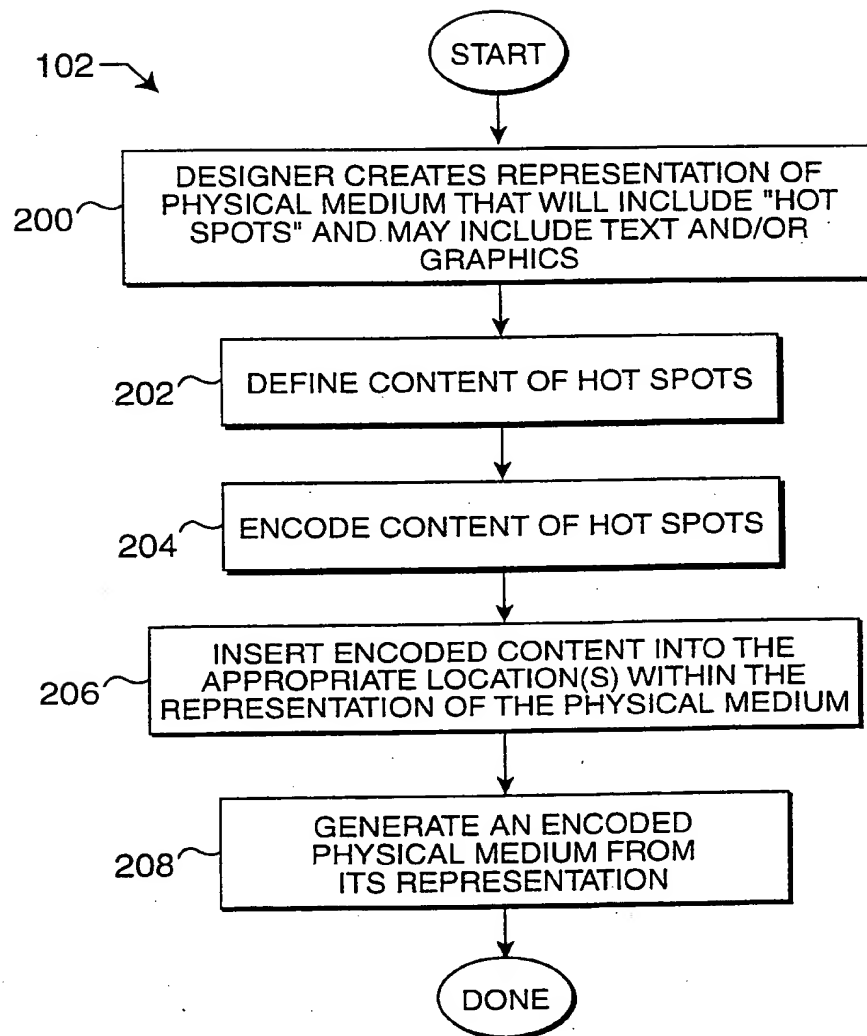 102
START
200
DESIGNER CREATES REPRESENTATION OF
PHYSICAL MEDIUM THAT WILL INCLUDE "HOT
SPOTS" AND MAY INCLUDE TEXT AND/OR
GRAPHICS
202
DEFINE CONTENT OF HOT SPOTS
204
ENCODE CONTENT OF HOT SPOTS
206
INSERT ENCODED CONTENT INTO THE
APPROPRIATE LOCATION(S) WITHIN THE
REPRESENTATION OF THE PHYSICAL MEDIUM
208
GENERATE AN ENCODED
PHYSICAL MEDIUM FROM
ITS REPRESENTATION
DONE